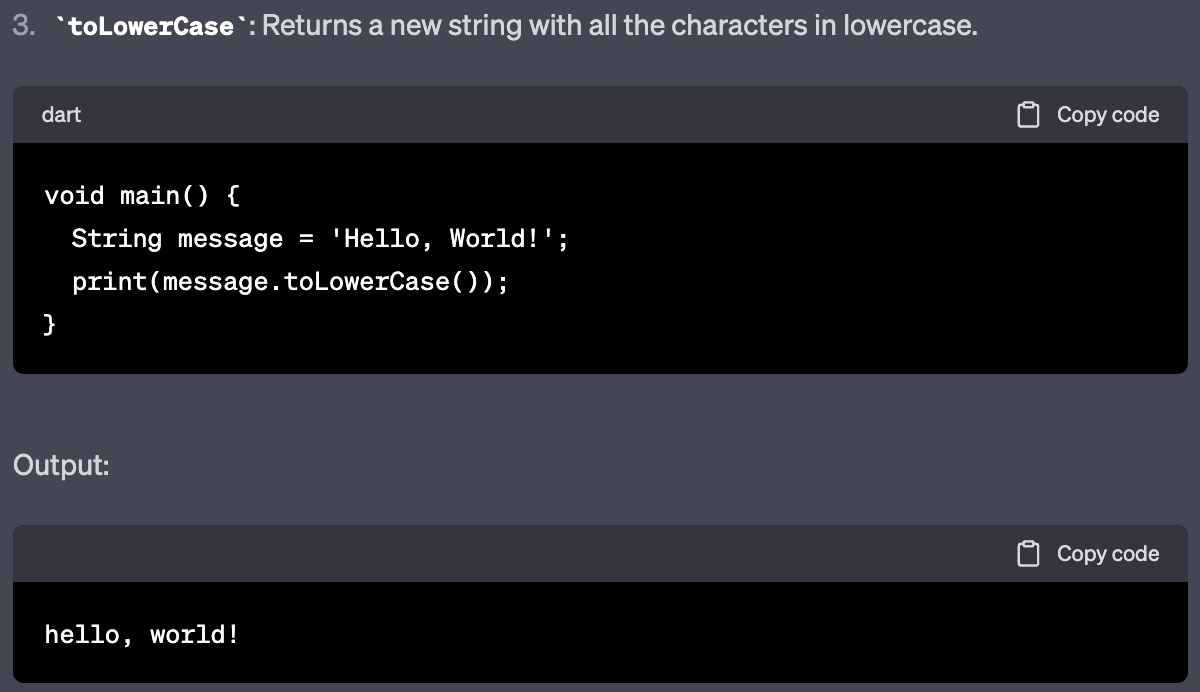 3. `toLowerCase`: Returns a new string with all the characters in lowercase.
dart
Copy code
void main() {
  String message = 'Hello, World!';
  print(message.toLowerCase());
}
Output:
Copy code
hello, world!